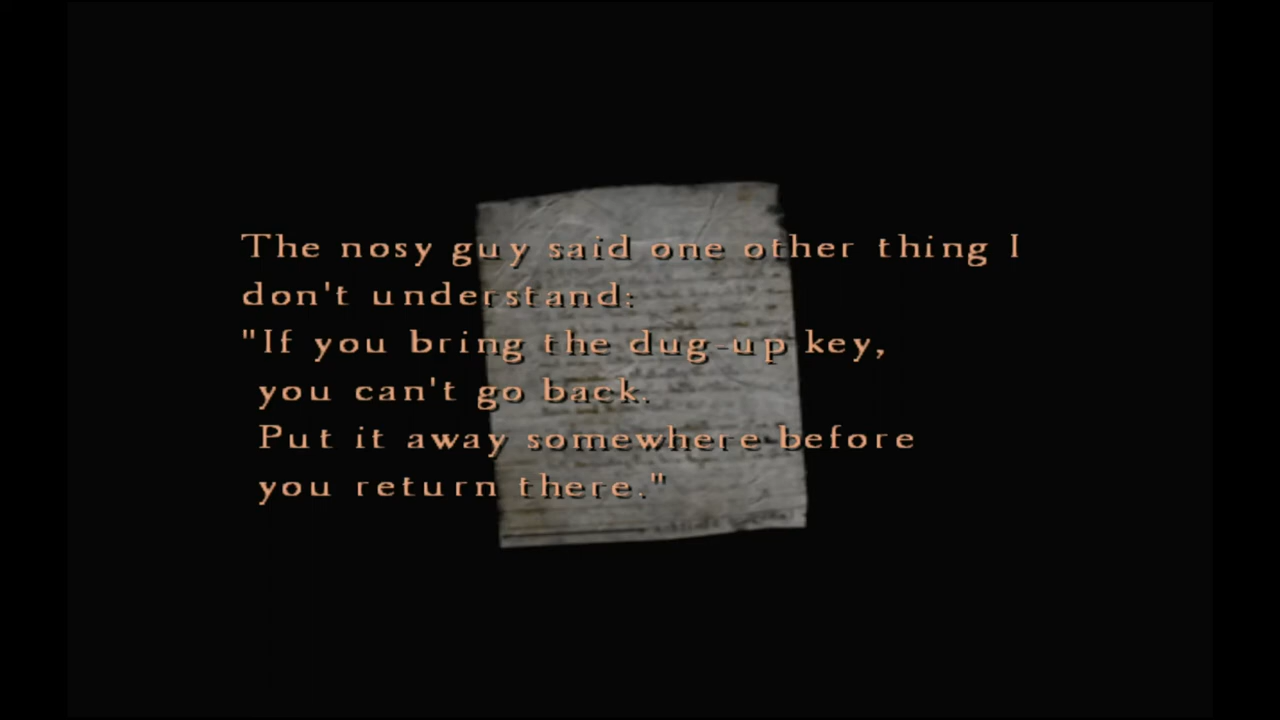 The nosy guy said one other thing I
don't understand:
"If you bring the dug-up key,
you can't go back.
Put it away somewhere before
you return there."